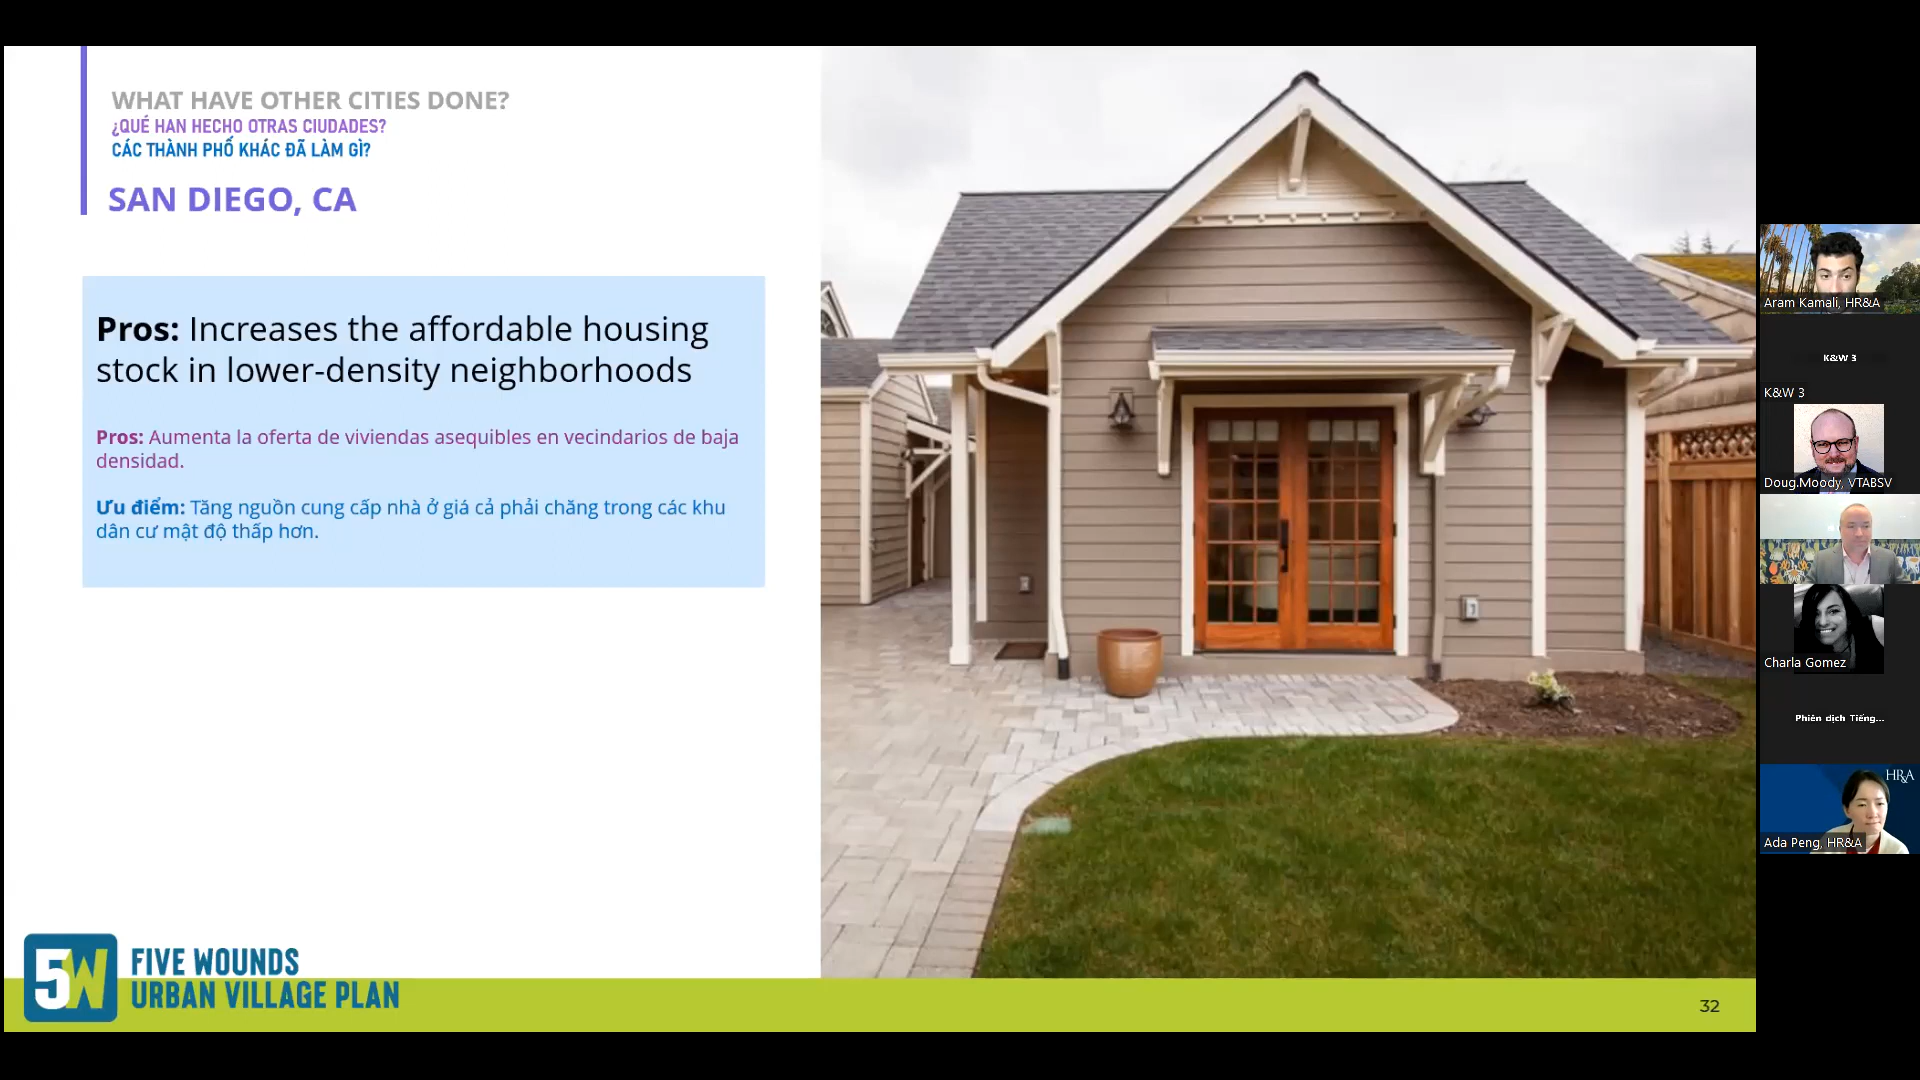 WHAT HAVE OTHER CITIES DONE?
¿QUÉ HAN HECHO OTRAS CIUDADES?
CÁC THÀNH PHỐ KHÁC ĐÃ LÀM GÌ?
SAN DIEGO, CA
Pros: Increases the affordable housing
stock in lower-density neighborhoods
Pros: Aumenta la oferta de viviendas asequibles en vecindarios de baja
densidad.
Ưu điểm: Tăng nguồn cung cấp nhà ở giá cả phải chăng trong các khu
dân cư mật độ thấp hơn.
5W
FIVE WOUNDS
URBAN VILLAGE PLAN
32
Aram Kamali, HR&A
K&W 3
K&W 3
Doug.Moody, VTABSV
Charla Gomez
Phiên dịch Tiếng...
HR&A
Ada Peng, HR&A